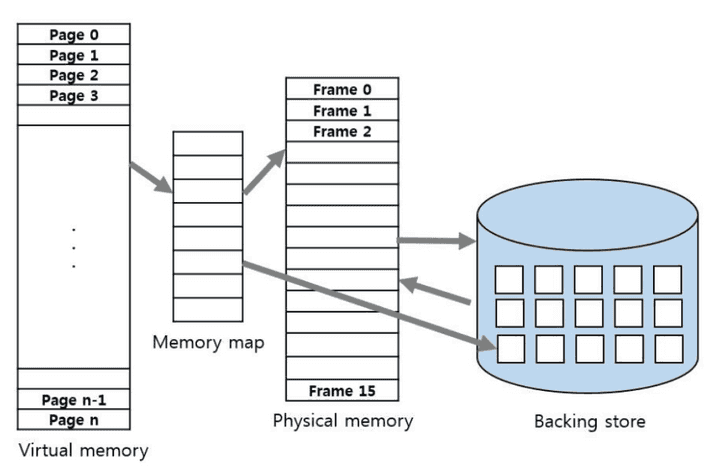 Page 0
Page 1
Page 2
Page 3
.
.
.
Page n-1
Page n
Virtual memory
Memory map
Frame 0
Frame 1
Frame 2
Frame 15
Physical memory
Backing store